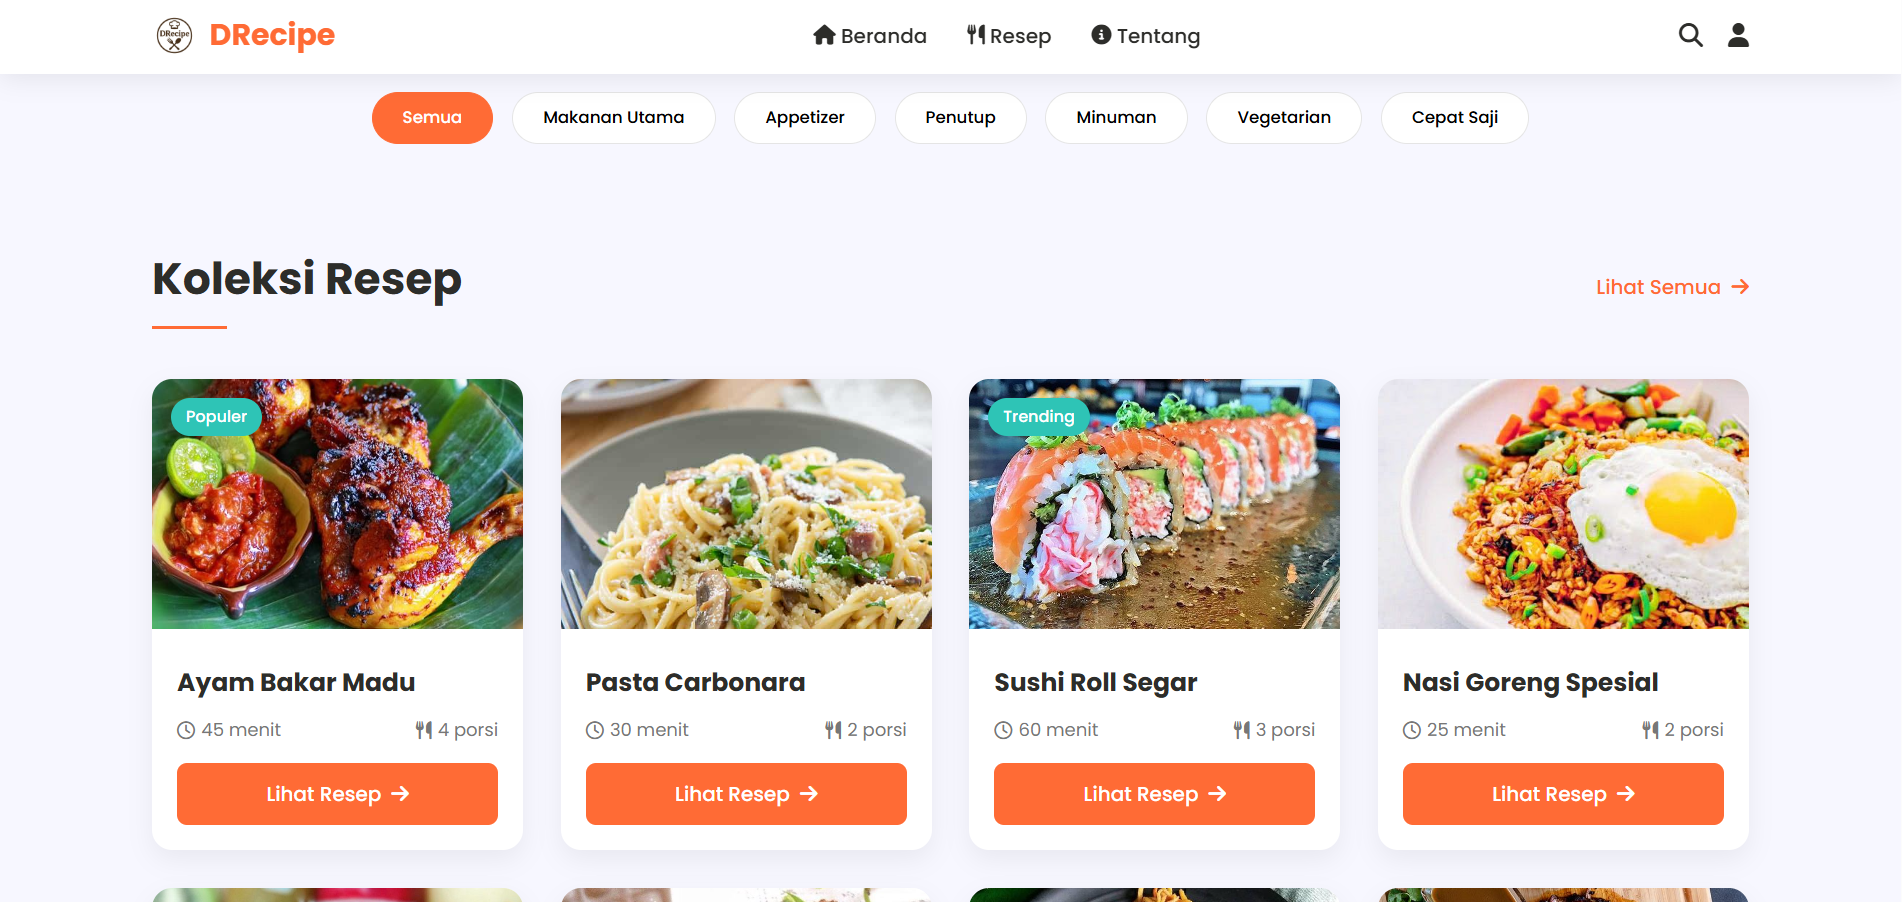 DRecipe
DRecipe
Beranda
Resep
Tentang
Semua
Makanan Utama
Appetizer
Penutup
Minuman
Vegetarian
Cepat Saji
Koleksi Resep
Lihat Semua
Populer
Trending
Ayam Bakar Madu
45 menit
4 porsi
Lihat Resep
Pasta Carbonara
30 menit
2 porsi
Lihat Resep
Sushi Roll Segar
60 menit
3 porsi
Lihat Resep
Nasi Goreng Spesial
25 menit
2 porsi
Lihat Resep